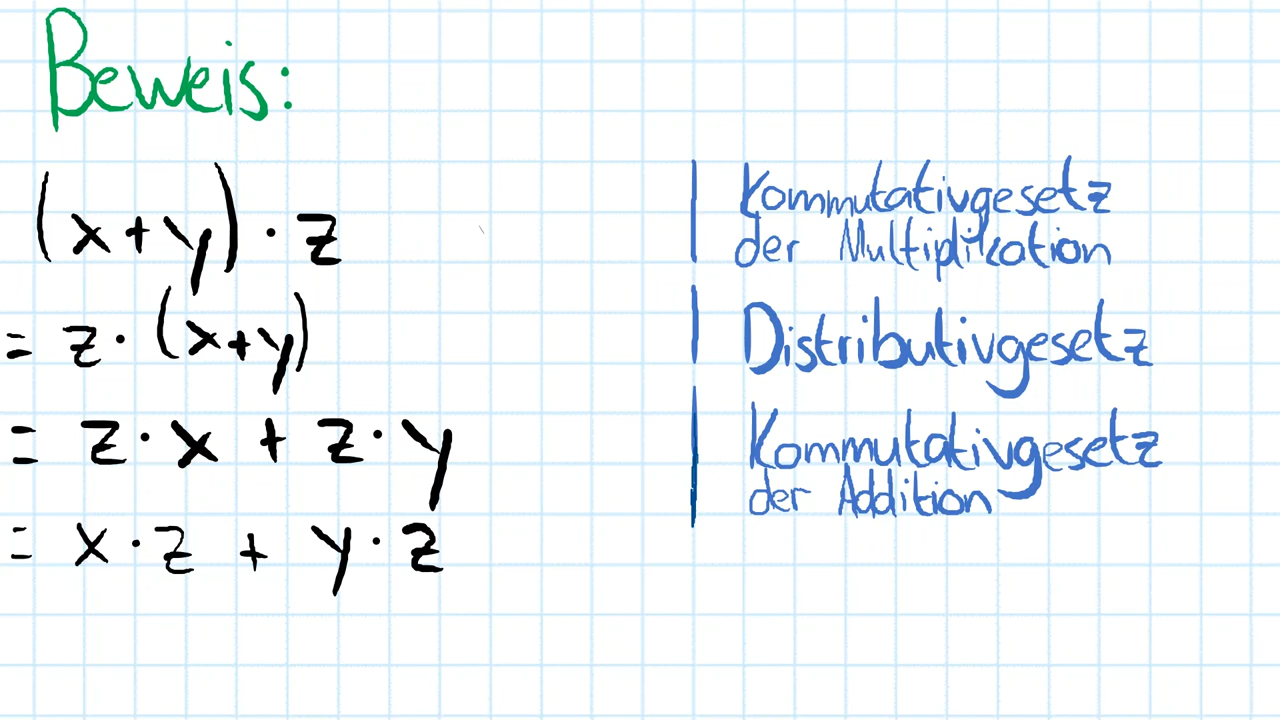 Beweis:
(x+y) · z
Kommutativgesetz
der Multiplikation
= z · (x+y)
Distributivgesetz
= z · x + z · y
Kommutativgesetz
der Addition
= x · z + y · z